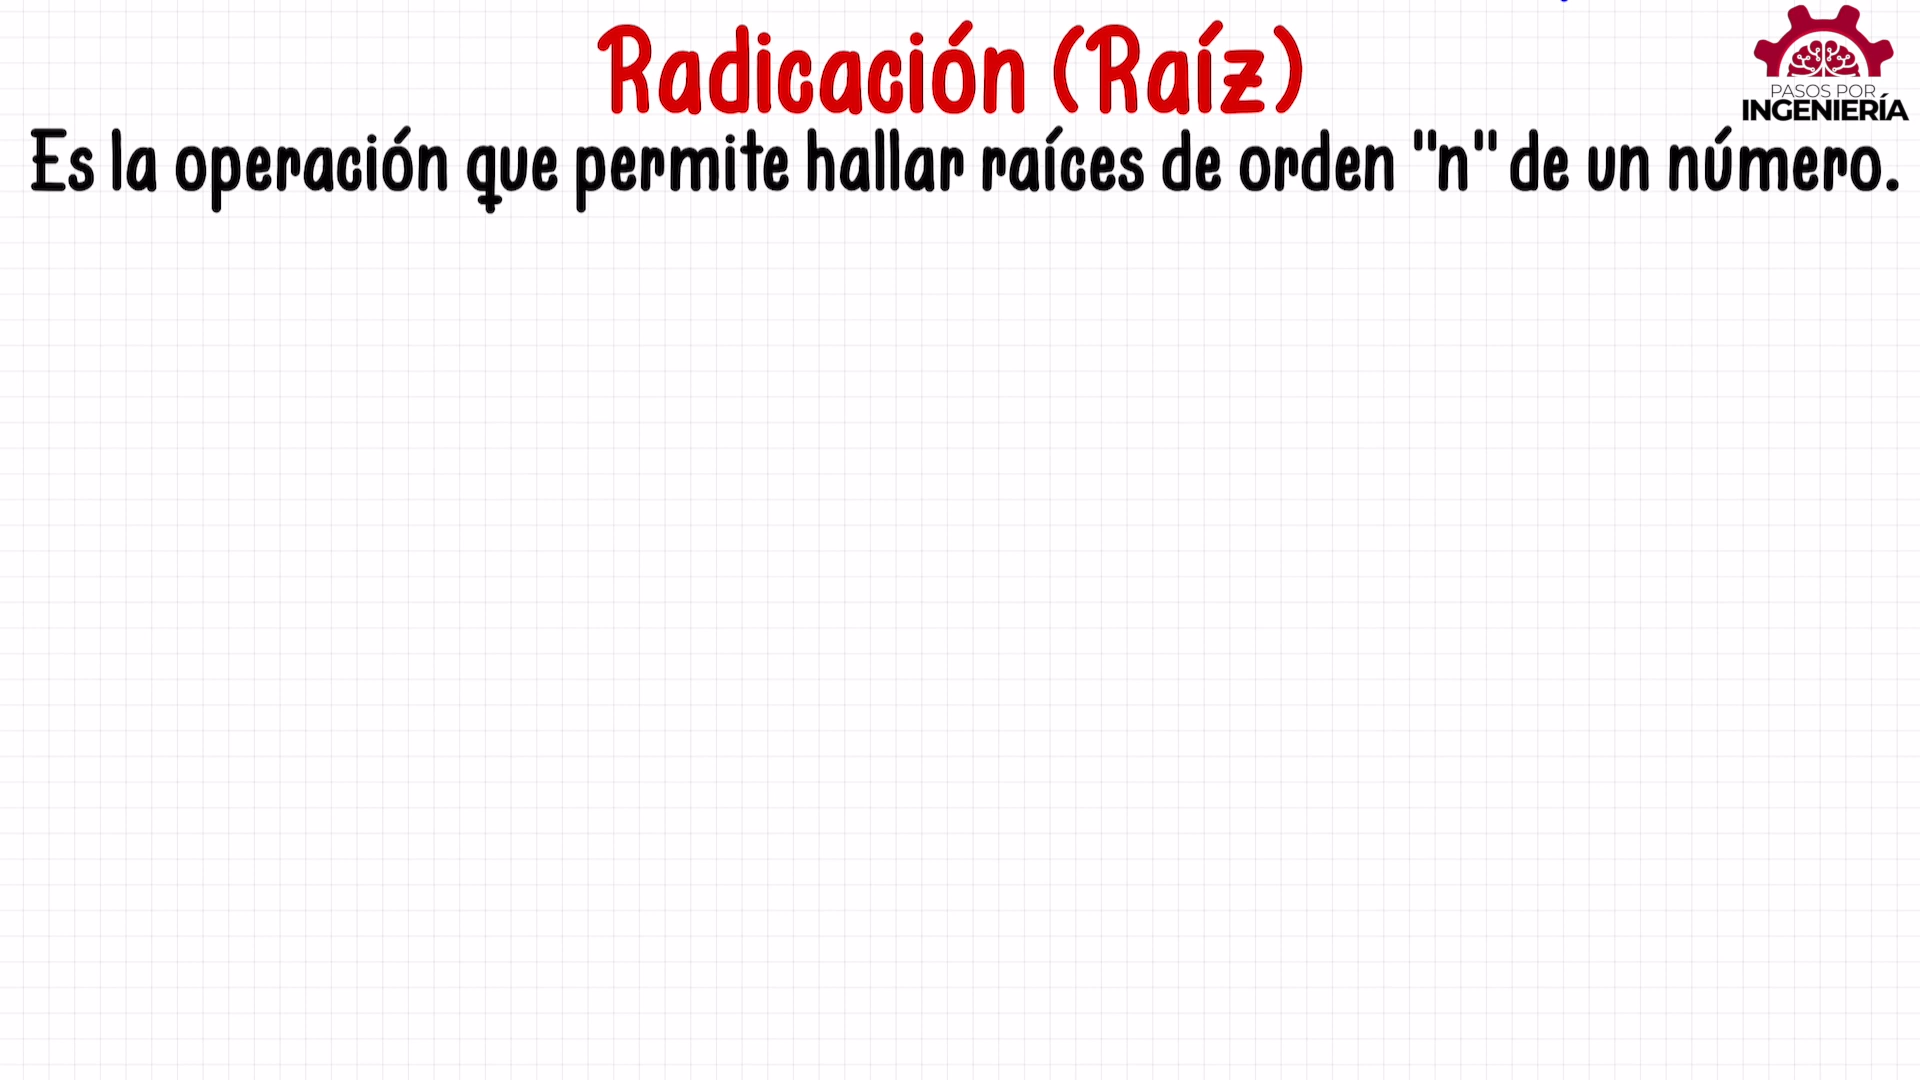 Radicación (Raíz)
PASOS POR
INGENIERÍA
Es la operación que permite hallar raíces de orden "n" de un número.